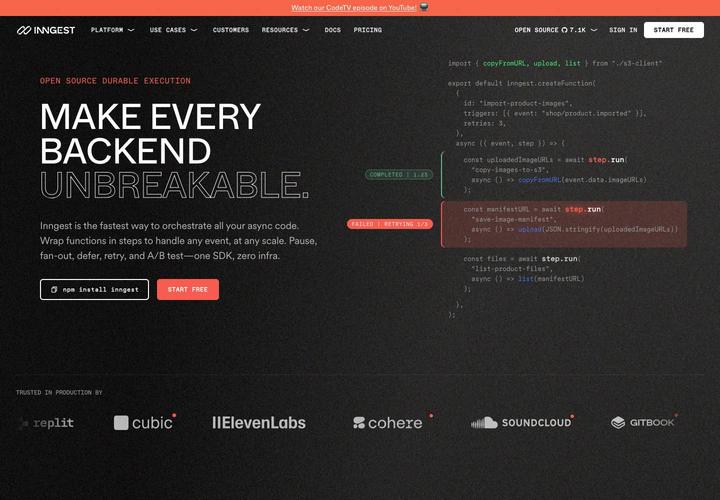 Watch our CodeTV episode on YouTube!
INNGEST
PLATFORM
USE CASES
CUSTOMERS
RESOURCES
DOCS
PRICING
OPEN SOURCE 7.1K
SIGN IN
START FREE
OPEN SOURCE DURABLE EXECUTION
MAKE EVERY
BACKEND
UNBREAKABLE.
Inngest is the fastest way to orchestrate all your async code.
Wrap functions in steps to handle any event, at any scale. Pause,
fan-out, defer, retry, and A/B test—one SDK, zero infra.
npm install inngest
START FREE
import { copyFromURL, upload, list } from "./s3-client"
export default inngest.createFunction(
{
id: "import-product-images",
triggers: [{ event: "shop/product.imported" }],
retries: 3,
},
async ({ event, step }) => {
COMPLETED | 1.2S
const uploadedImageURLs = await step.run(
"copy-images-to-s3",
async () => copyFromURL(event.data.imageURLs)
);
FAILED | RETRYING 1/3
const manifestURL = await step.run(
"save-image-manifest",
async () => upload(JSON.stringify(uploadedImageURLs))
);
const files = await step.run(
"list-product-files",
async () => list(manifestURL)
);
},
);
TRUSTED IN PRODUCTION BY
replit
cubic
IIElevenLabs
cohere
SOUNDCLOUD
GITBOOK